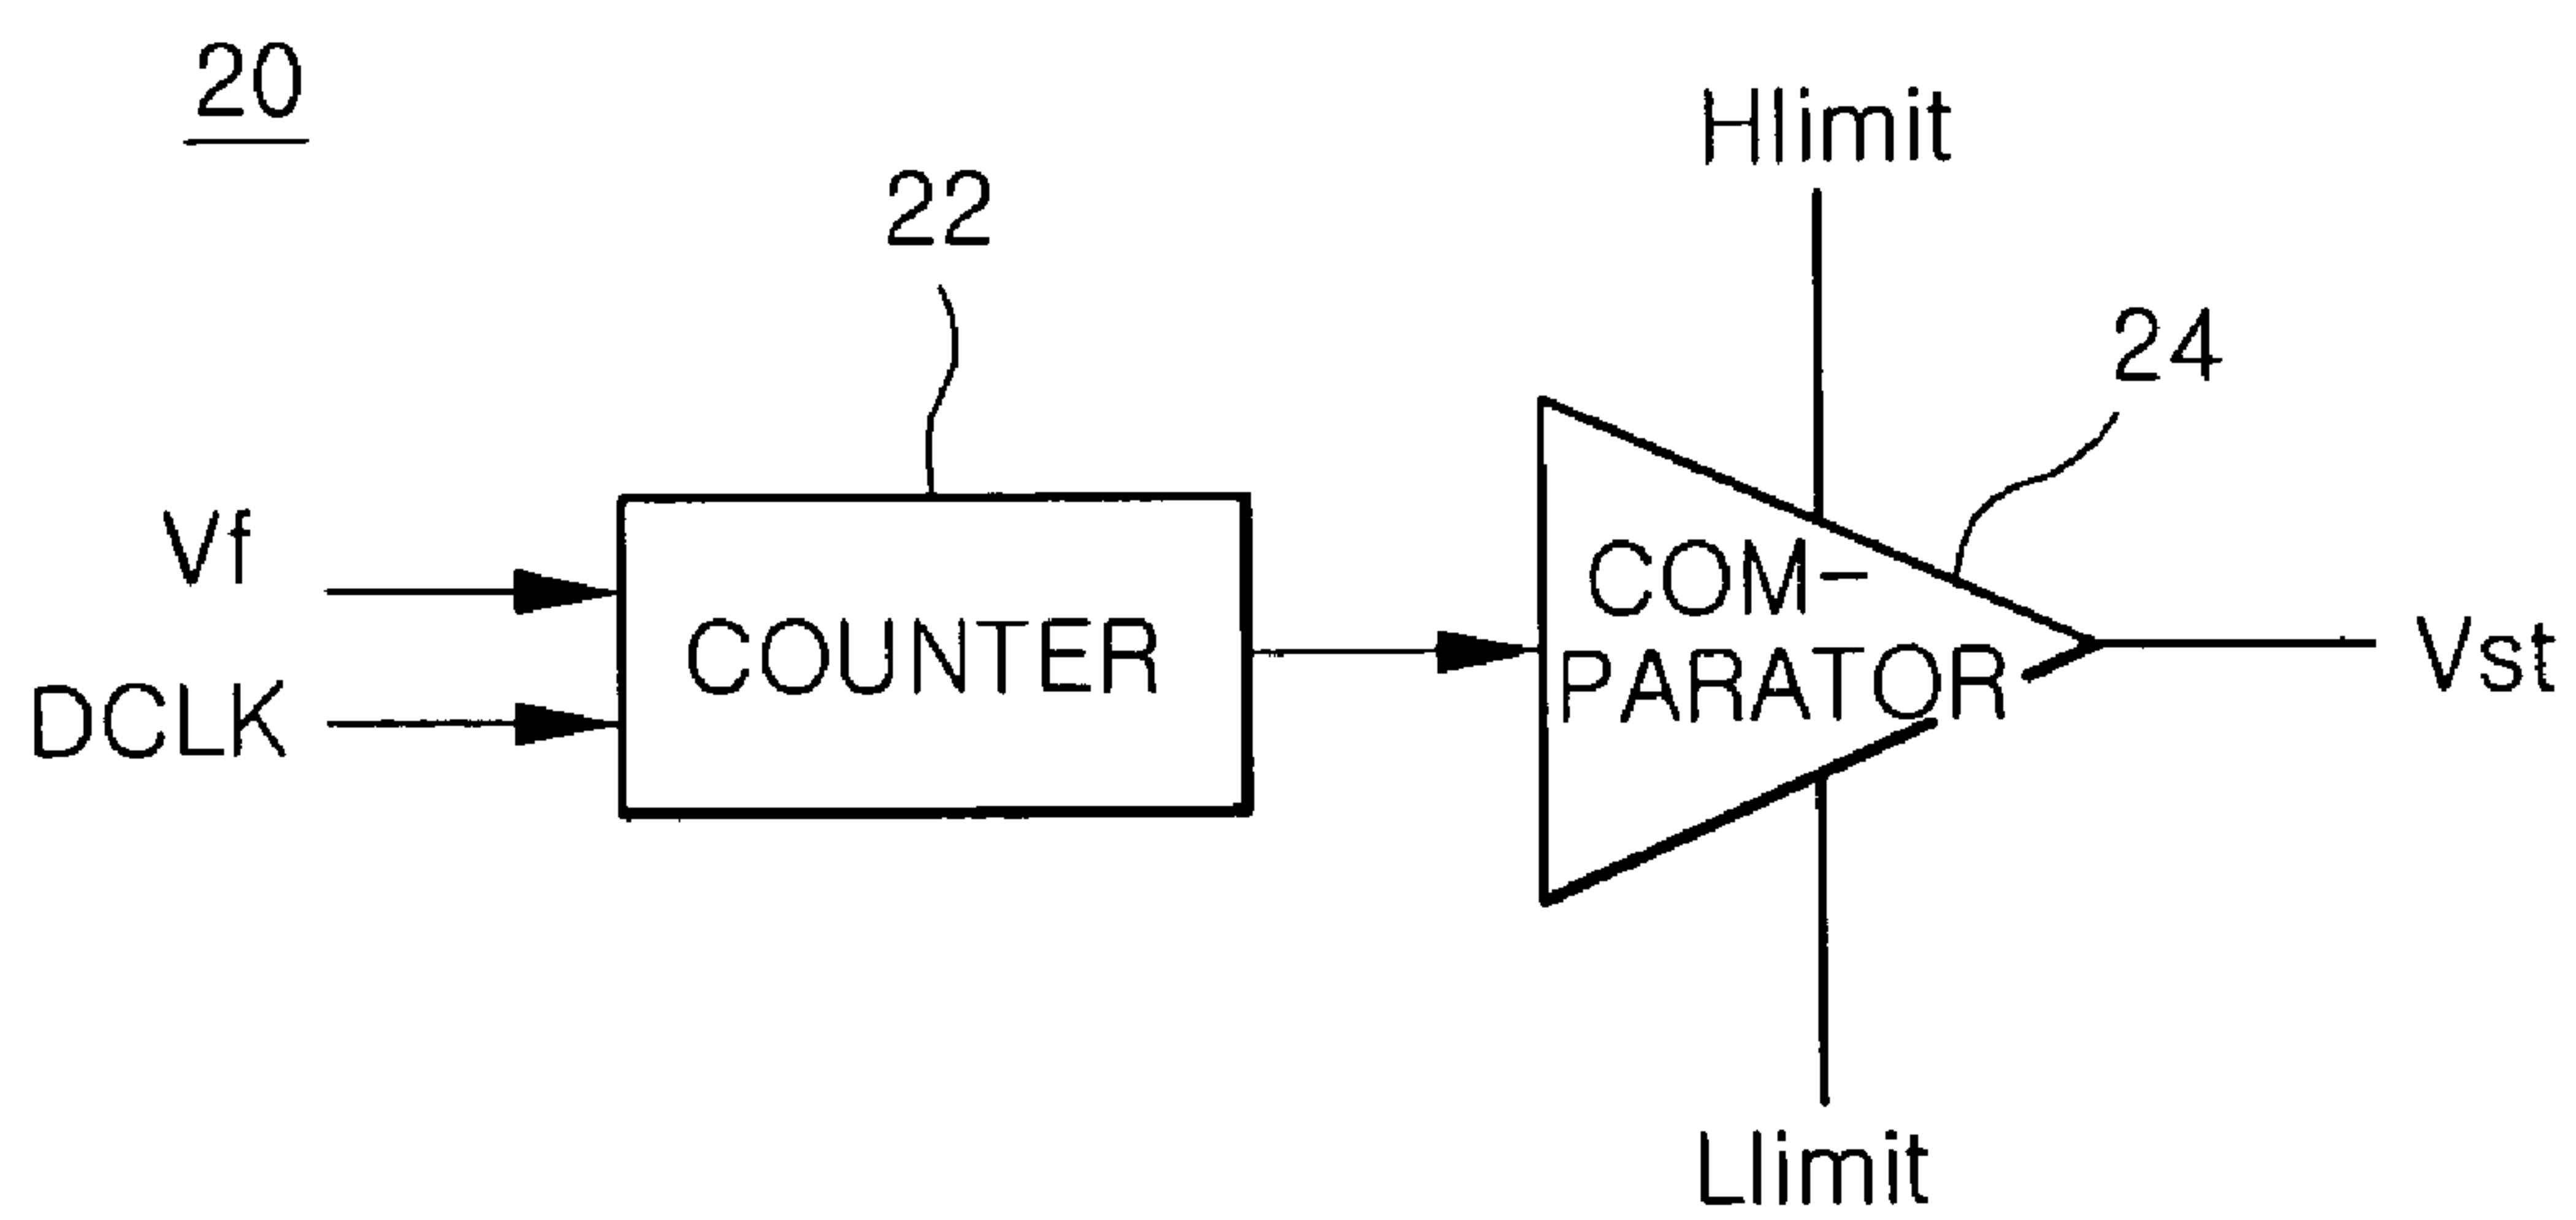 20
22
Hlimit
24
Vf
DCLK
COUNTER
COM-
PARATOR
Vst
Llimit